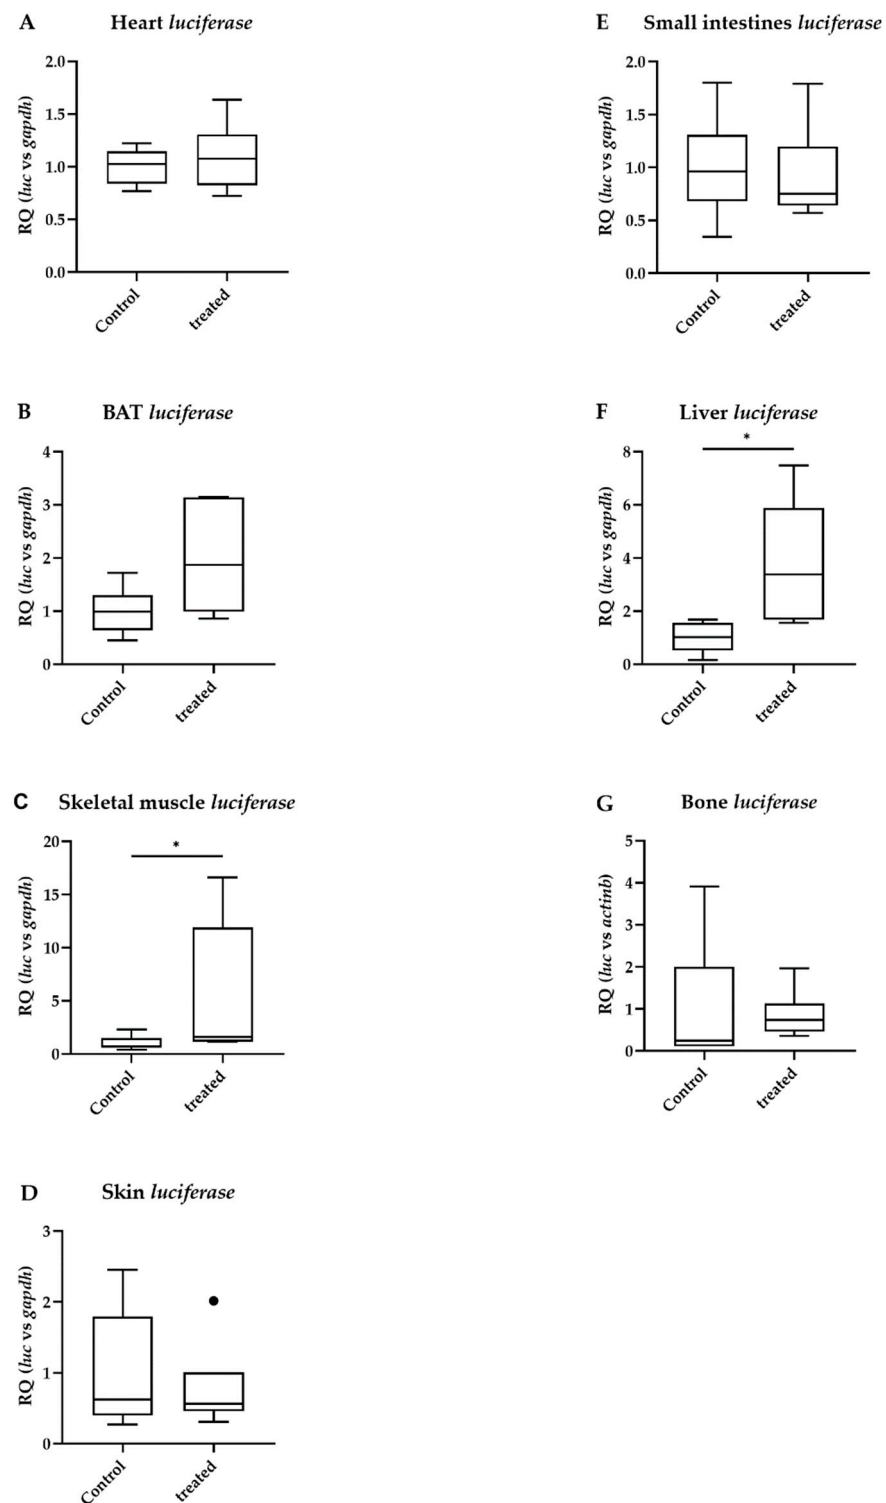 A Heart luciferase
RQ (luc vs gapdh)
2.0
1.5
1.0
0.5
0.0
Control
treated
B BAT luciferase
RQ (luc vs gapdh)
4
3
2
1
0
Control
treated
C Skeletal muscle luciferase
RQ (luc vs gapdh)
20
15
10
5
0
*
Control
treated
D Skin luciferase
RQ (luc vs gapdh)
3
2
1
0
Control
treated
E Small intestines luciferase
RQ (luc vs gapdh)
2.0
1.5
1.0
0.5
0.0
Control
treated
F Liver luciferase
RQ (luc vs gapdh)
8
6
4
2
0
*
Control
treated
G Bone luciferase
RQ (luc vs actinb)
5
4
3
2
1
0
Control
treated